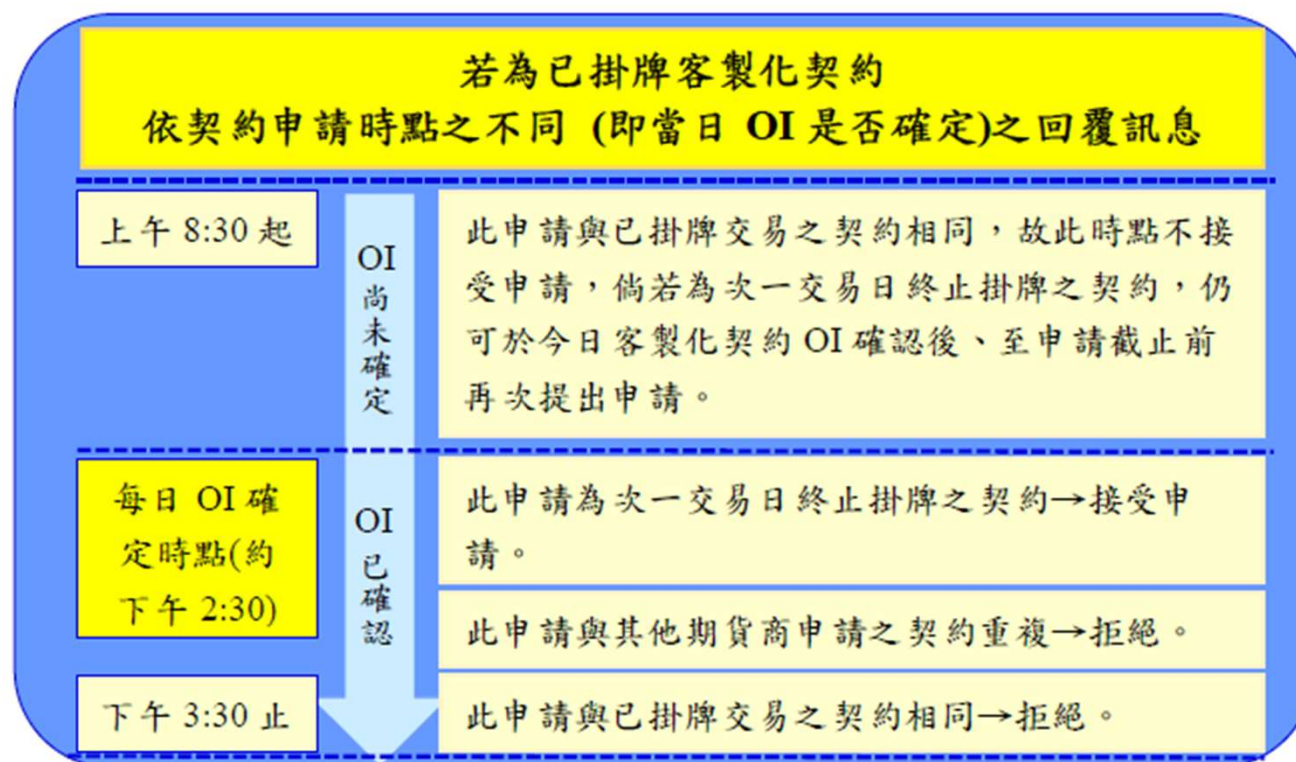 若為已掛牌客製化契約
依契約申請時點之不同 (即當日 OI 是否確定)之回覆訊息
上午 8:30 起
OI
尚
未
確
定
此申請與已掛牌交易之契約相同，故此時點不接
受申請，倘若為次一交易日終止掛牌之契約，仍
可於今日客製化契約 OI 確認後、至申請截止前
再次提出申請。
每日 OI 確
定時點(約
下午 2:30)
OI
已
確
認
此申請為次一交易日終止掛牌之契約→接受申
請。
此申請與其他期貨商申請之契約重複→拒絕。
下午 3:30 止
此申請與已掛牌交易之契約相同→拒絕。